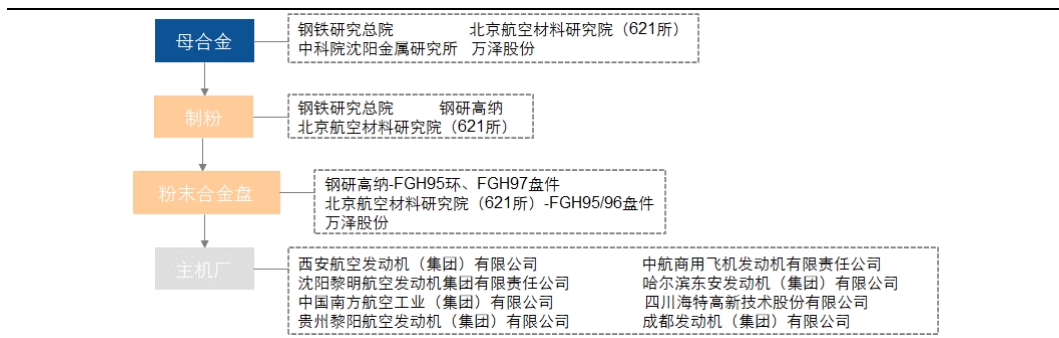 母合金
钢铁研究总院 北京航空材料研究院（621所）
中科院沈阳金属研究所 万泽股份
制粉
钢铁研究总院 钢研高纳
北京航空材料研究院（621所）
粉末合金盘
钢研高纳-FGH95环、FGH97盘件
北京航空材料研究院（621所）-FGH95/96盘件
万泽股份
主机厂
西安航空发动机（集团）有限公司 中航商用飞机发动机有限责任公司
沈阳黎明航空发动机集团有限责任公司 哈尔滨东安发动机（集团）有限公司
中国南方航空工业（集团）有限公司 四川海特高新技术股份有限公司
贵州黎阳航空发动机（集团）有限公司 成都发动机（集团）有限公司